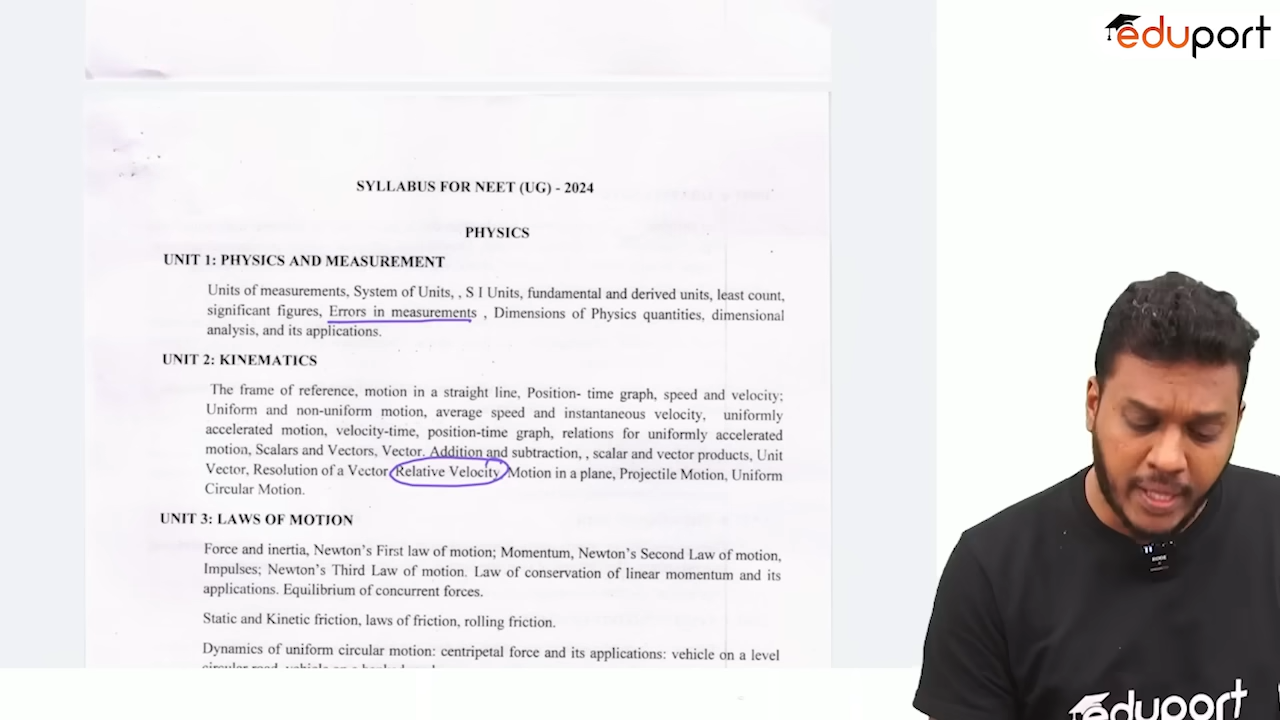 eduport
SYLLABUS FOR NEET (UG) - 2024
PHYSICS
UNIT 1: PHYSICS AND MEASUREMENT
Units of measurements, System of Units, , S I Units, fundamental and derived units, least count,
significant figures, Errors in measurements , Dimensions of Physics quantities, dimensional
analysis, and its applications.
UNIT 2: KINEMATICS
The frame of reference, motion in a straight line, Position- time graph, speed and velocity;
Uniform and non-uniform motion, average speed and instantaneous velocity, uniformly
accelerated motion, velocity-time, position-time graph, relations for uniformly accelerated
motion, Scalars and Vectors, Vector. Addition and subtraction, , scalar and vector products, Unit
Vector, Resolution of a Vector. Relative Velocity, Motion in a plane, Projectile Motion, Uniform
Circular Motion.
UNIT 3: LAWS OF MOTION
Force and inertia, Newton's First law of motion; Momentum, Newton's Second Law of motion,
Impulses; Newton's Third Law of motion. Law of conservation of linear momentum and its
applications. Equilibrium of concurrent forces.
Static and Kinetic friction, laws of friction, rolling friction.
Dynamics of uniform circular motion: centripetal force and its applications: vehicle on a level
eduport